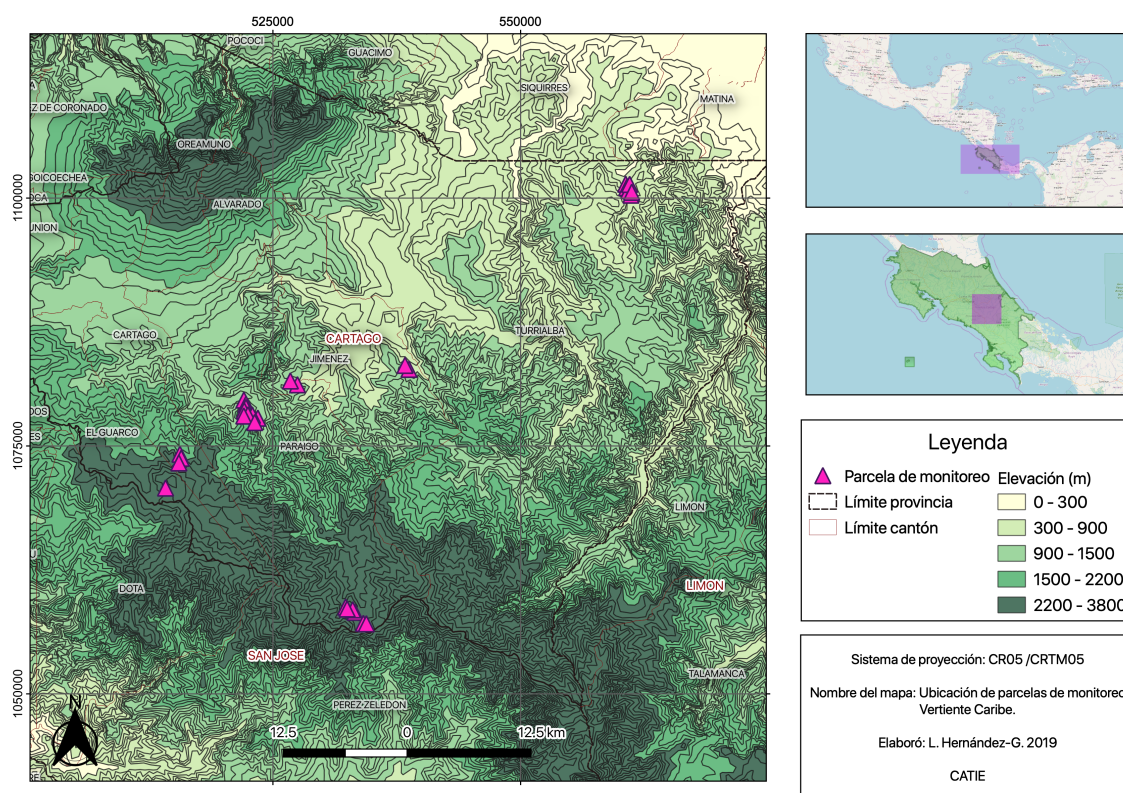 525000
550000
POCOCI
GUACIMO
SIQUIRRES
MATINA
Z DE CORONADO
OREAMUNO
GOICOECHEA
ALVARADO
UNION
1100000
CARTAGO
CARTAGO
JIMENEZ
TURRIALBA
EL GUARCO
PARAISO
1075000
LIMON
DOTA
LIMON
SAN JOSE
TALAMANCA
PEREZ ZELEDON
1050000
N
12.5
0
12.5 km
Leyenda
Parcela de monitoreo
Límite provincia
Límite cantón
Elevación (m)
0 - 300
300 - 900
900 - 1500
1500 - 2200
2200 - 3800
Sistema de proyección: CR05 /CRTM05
Nombre del mapa: Ubicación de parcelas de monitoreo
Vertiente Caribe.
Elaboró: L. Hernández-G. 2019
CATIE